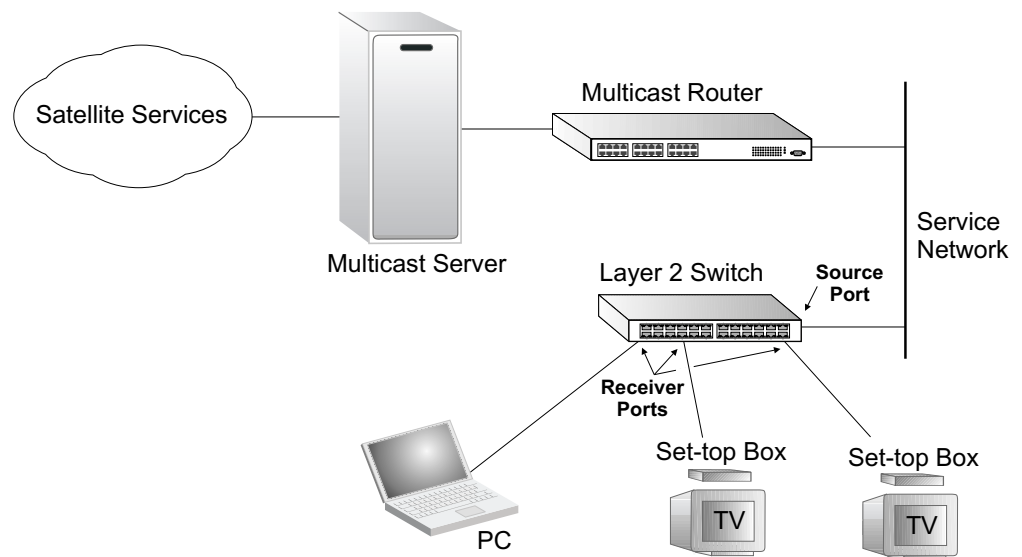 Satellite Services
Multicast Router
Multicast Server
Service
Network
Layer 2 Switch
Source
Port
Receiver
Ports
Set-top Box
Set-top Box
TV
TV
PC